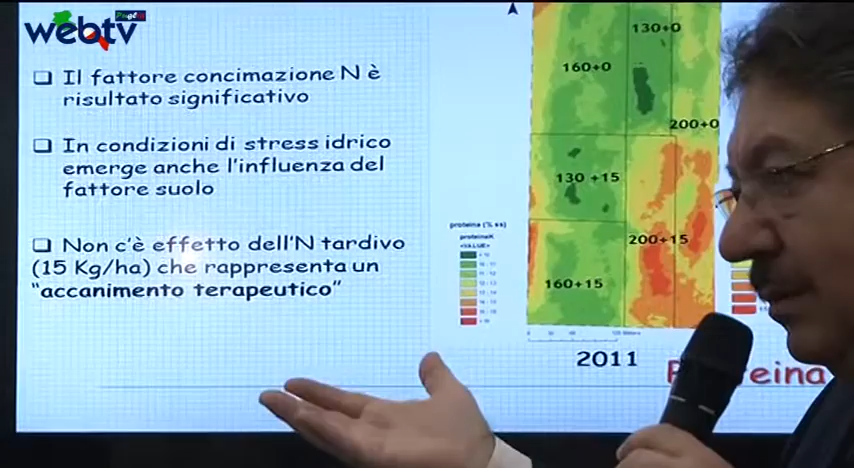 Puglia
webtv
❑ Il fattore concimazione N è
risultato significativo
❑ In condizioni di stress idrico
emerge anche l'influenza del
fattore suolo
❑ Non c'è effetto dell'N tardivo
(15 Kg/ha) che rappresenta un
"accanimento terapeutico"
130+0
160+0
200+0
130 +15
200+15
160+15
proteina (% ss)
<VALUE>
2011
Proteina